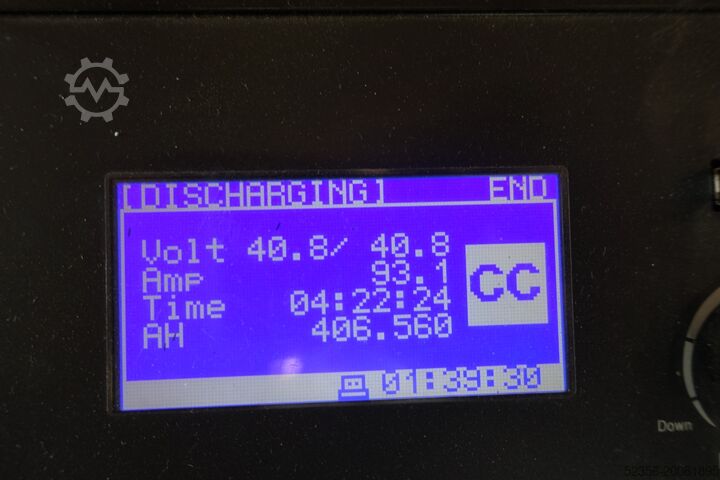 [DISCHARGING] END
Volt 40.8/ 40.8
Amp 93.1
Time 04:22:24
AH 406.560
CC
01:39:30
Down